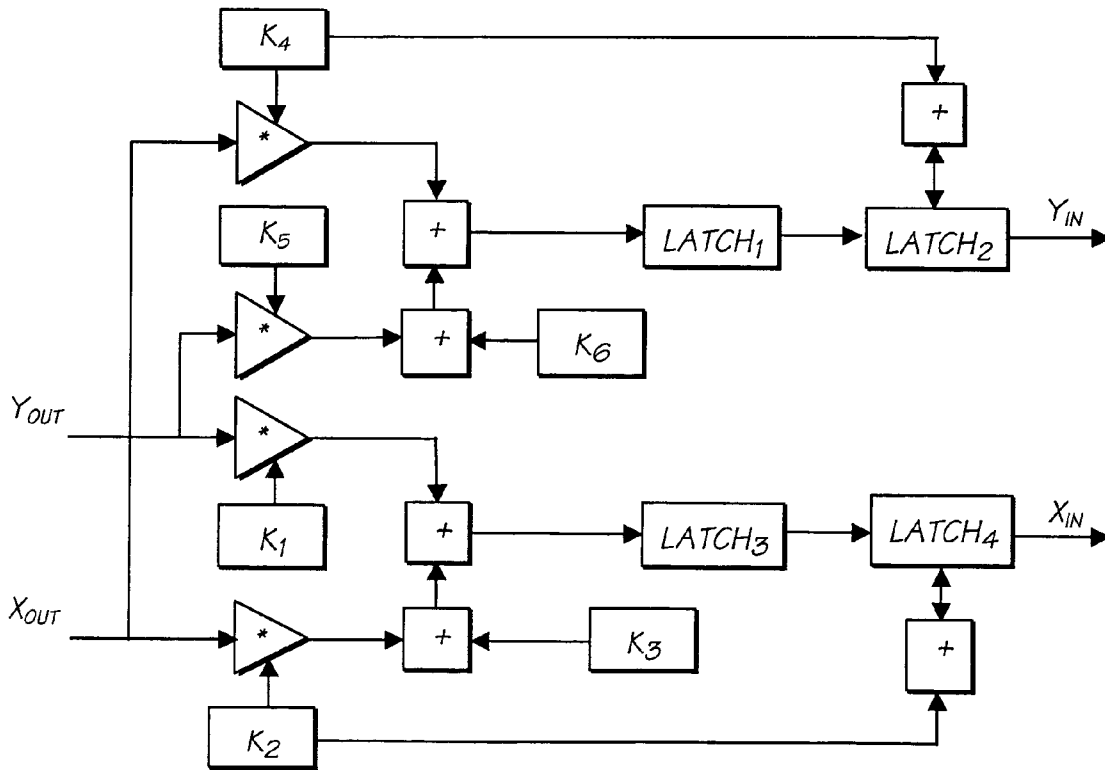 K4
+
*
K5
+
LATCH1
LATCH2
YIN
*
+
K6
YOUT
*
K1
+
LATCH3
LATCH4
XIN
XOUT
*
+
K3
+
K2